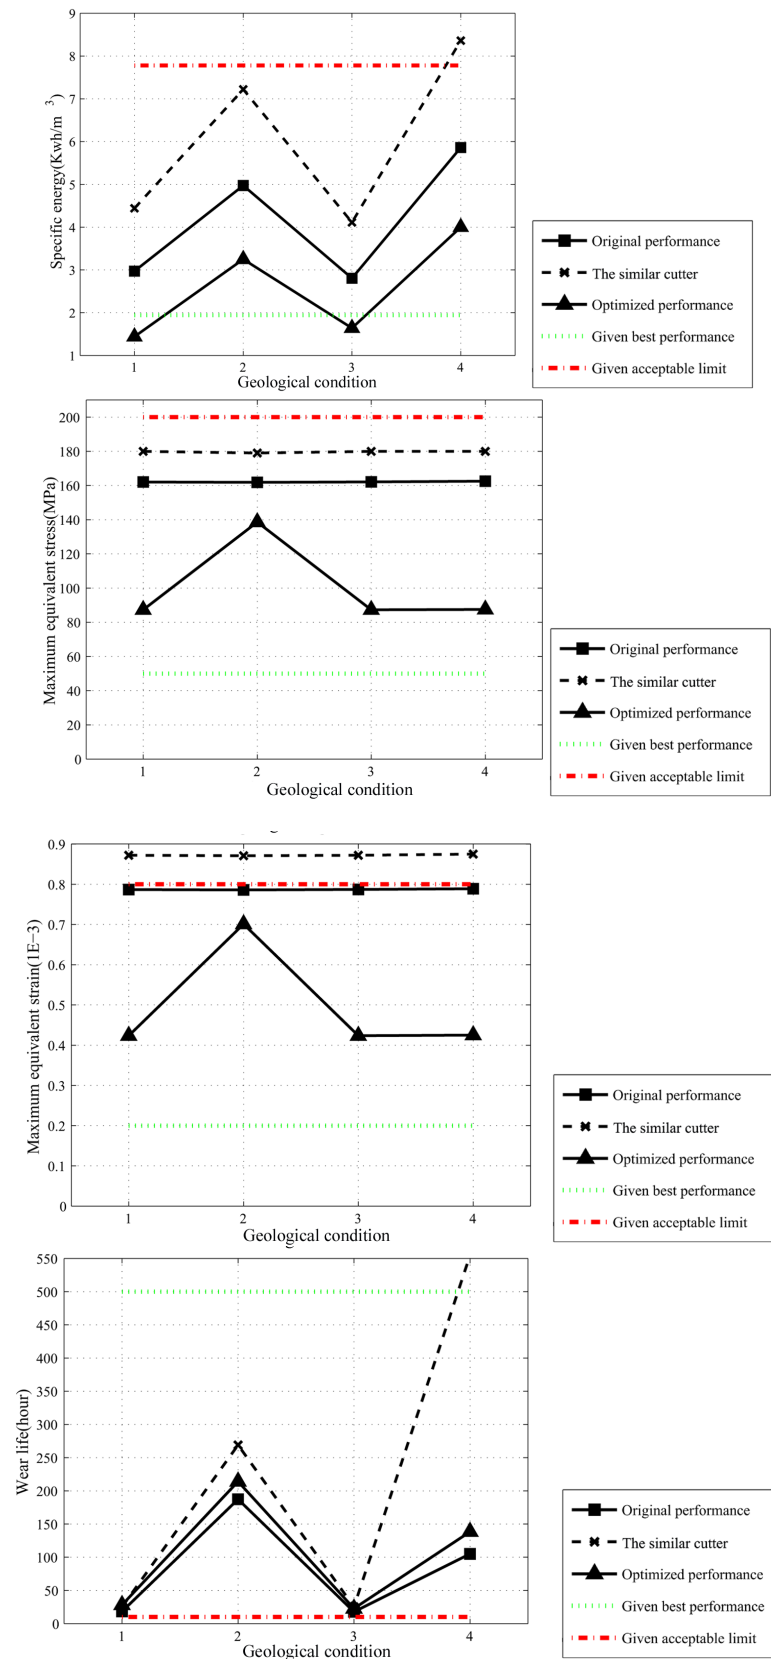 9
8
7
6
5
4
3
2
1
Specific energy(Kwh/m 3)
1 2 3 4
Geological condition
Original performance
The similar cutter
Optimized performance
Given best performance
Given acceptable limit
200
180
160
140
120
100
80
60
40
20
0
Maximum equivalent stress(MPa)
1 2 3 4
Geological condition
Original performance
The similar cutter
Optimized performance
Given best performance
Given acceptable limit
0.9
0.8
0.7
0.6
0.5
0.4
0.3
0.2
0.1
0
Maximum equivalent strain(1E−3)
1 2 3 4
Geological condition
Original performance
The similar cutter
Optimized performance
Given best performance
Given acceptable limit
550
500
450
400
350
300
250
200
150
100
50
0
Wear life(hour)
1 2 3 4
Geological condition
Original performance
The similar cutter
Optimized performance
Given best performance
Given acceptable limit